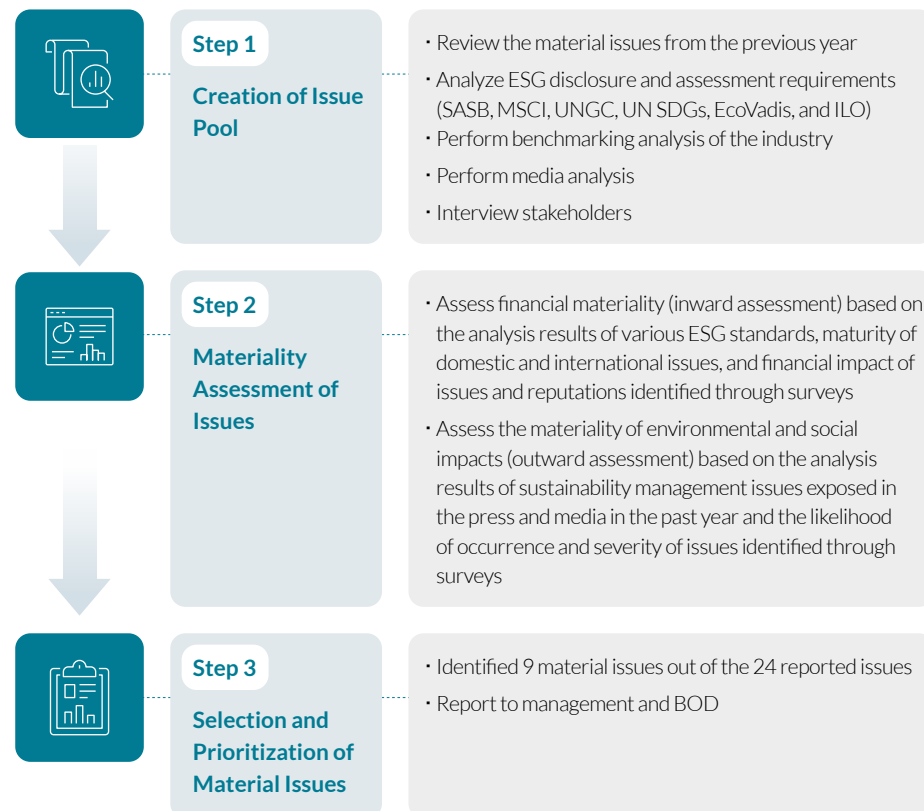 Step 1
Creation of Issue
Pool
· Review the material issues from the previous year
· Analyze ESG disclosure and assessment requirements
(SASB, MSCI, UNGC, UN SDGs, EcoVadis, and ILO)
· Perform benchmarking analysis of the industry
· Perform media analysis
· Interview stakeholders
Step 2
Materiality
Assessment of
Issues
· Assess financial materiality (inward assessment) based on
the analysis results of various ESG standards, maturity of
domestic and international issues, and financial impact of
issues and reputations identified through surveys
· Assess the materiality of environmental and social
impacts (outward assessment) based on the analysis
results of sustainability management issues exposed in
the press and media in the past year and the likelihood
of occurrence and severity of issues identified through
surveys
Step 3
Selection and
Prioritization of
Material Issues
· Identified 9 material issues out of the 24 reported issues
· Report to management and BOD